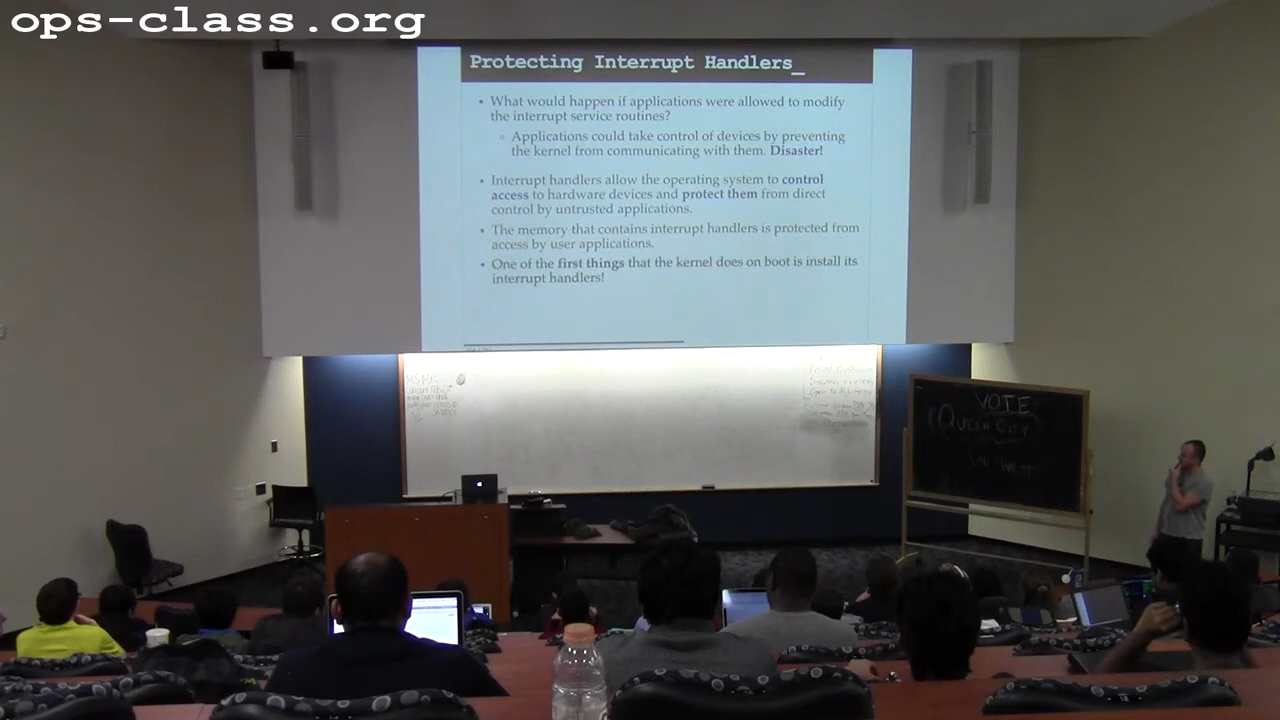 ops-class.org
Protecting Interrupt Handlers_
• What would happen if applications were allowed to modify
the interrupt service routines?
◦ Applications could take control of devices by preventing
the kernel from communicating with them. Disaster!
• Interrupt handlers allow the operating system to control
access to hardware devices and protect them from direct
control by untrusted applications.
• The memory that contains interrupt handlers is protected from
access by user applications.
• One of the first things that the kernel does on boot is install its
interrupt handlers!
VOTE
QUEEN CITY